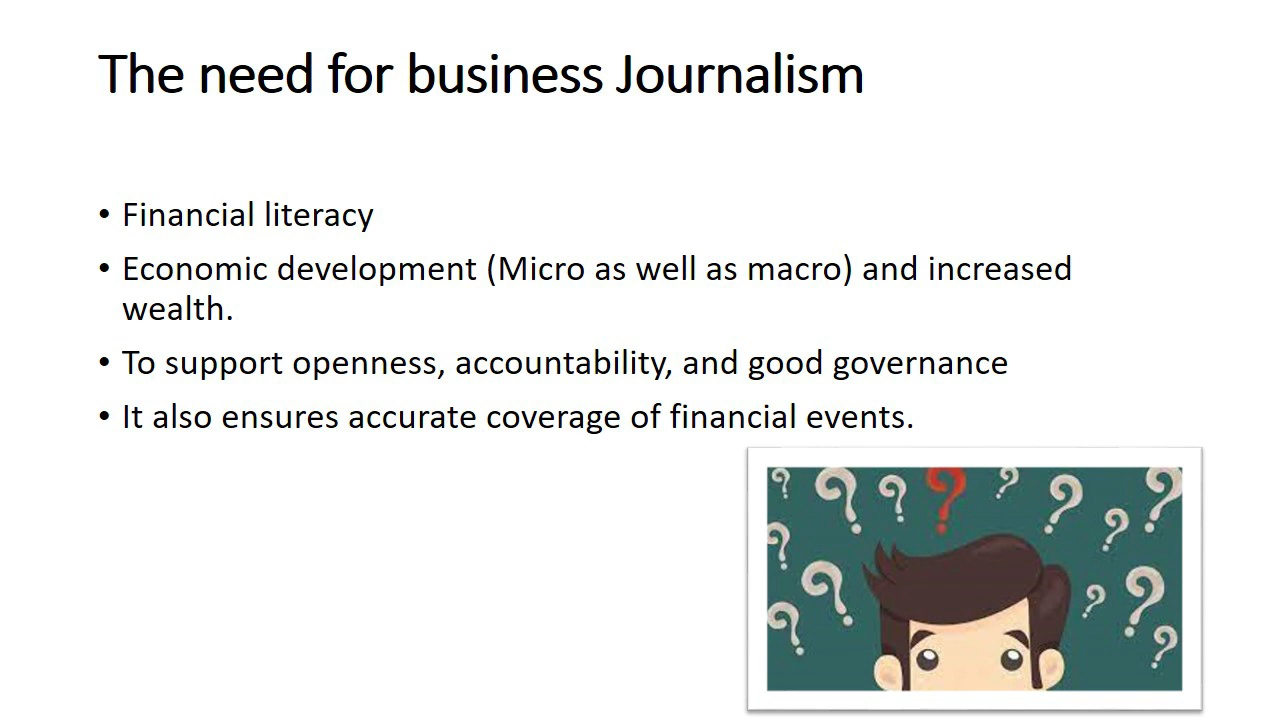 The need for business Journalism
• Financial literacy
• Economic development (Micro as well as macro) and increased
wealth.
• To support openness, accountability, and good governance
• It also ensures accurate coverage of financial events.
? ? ? ? ? ? ? ? ? ? ? ? ? ?